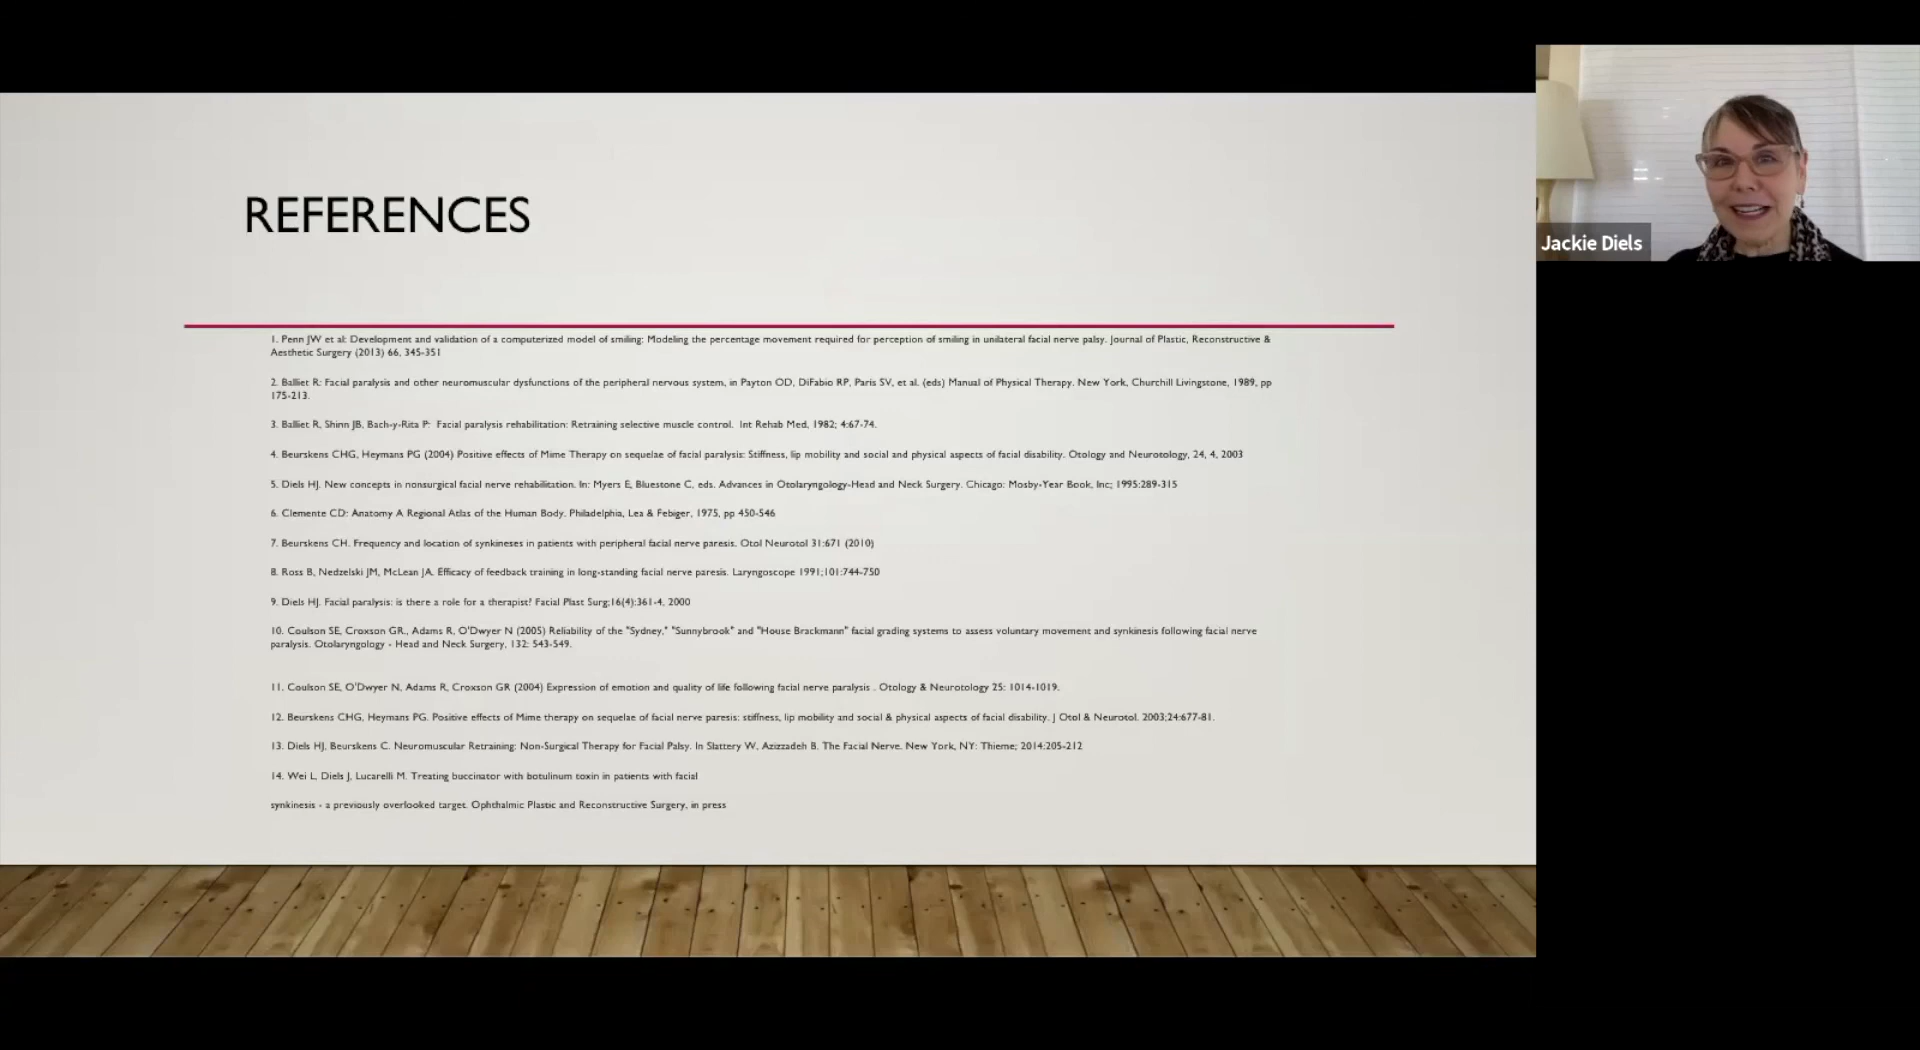 REFERENCES
1. Penn JW et al: Development and validation of a computerized model of smiling: Modeling the percentage movement required for perception of smiling in unilateral facial nerve palsy. Journal of Plastic, Reconstructive &
Aesthetic Surgery (2013) 66, 345-351
2. Balliet R: Facial paralysis and other neuromuscular dysfunctions of the peripheral nervous system, in Payton OD, DiFabio RP, Paris SV, et al. (eds) Manual of Physical Therapy. New York, Churchill Livingstone, 1989, pp
175-213.
3. Balliet R, Shinn JB, Bach-y-Rita P: Facial paralysis rehabilitation: Retraining selective muscle control. Int Rehab Med, 1982; 4:67-74.
4. Beurskens CHG, Heymans PG (2004) Positive effects of Mime Therapy on sequelae of facial paralysis: Stiffness, lip mobility and social and physical aspects of facial disability. Otology and Neurotology, 24, 4, 2003
5. Diels HJ. New concepts in nonsurgical facial nerve rehabilitation. In: Myers E, Bluestone C, eds. Advances in Otolaryngology-Head and Neck Surgery. Chicago: Mosby-Year Book, Inc; 1995:289-315
6. Clemente CD: Anatomy A Regional Atlas of the Human Body. Philadelphia, Lea & Febiger, 1975, pp 450-546
7. Beurskens CH. Frequency and location of synkineses in patients with peripheral facial nerve paresis. Otol Neurotol 31:671 (2010)
8. Ross B, Nedzelski JM, McLean JA. Efficacy of feedback training in long-standing facial nerve paresis. Laryngoscope 1991;101:744-750
9. Diels HJ. Facial paralysis: is there a role for a therapist? Facial Plast Surg;16(4):361-4, 2000
10. Coulson SE, Croxson GR., Adams R, O'Dwyer N (2005) Reliability of the "Sydney," "Sunnybrook" and "House Brackmann" facial grading systems to assess voluntary movement and synkinesis following facial nerve
paralysis. Otolaryngology - Head and Neck Surgery, 132: 543-549.
11. Coulson SE, O'Dwyer N, Adams R, Croxson GR (2004) Expression of emotion and quality of life following facial nerve paralysis . Otology & Neurotology 25: 1014-1019.
12. Beurskens CHG, Heymans PG. Positive effects of Mime therapy on sequelae of facial nerve paresis: stiffness, lip mobility and social & physical aspects of facial disability. J Otol & Neurotol. 2003;24:677-81.
13. Diels HJ, Beurskens C. Neuromuscular Retraining: Non-Surgical Therapy for Facial Palsy. In Slattery W, Azizzadeh B. The Facial Nerve. New York, NY: Thieme; 2014:205-212
14. Wei L, Diels J, Lucarelli M. Treating buccinator with botulinum toxin in patients with facial
synkinesis - a previously overlooked target. Ophthalmic Plastic and Reconstructive Surgery, in press
Jackie Diels